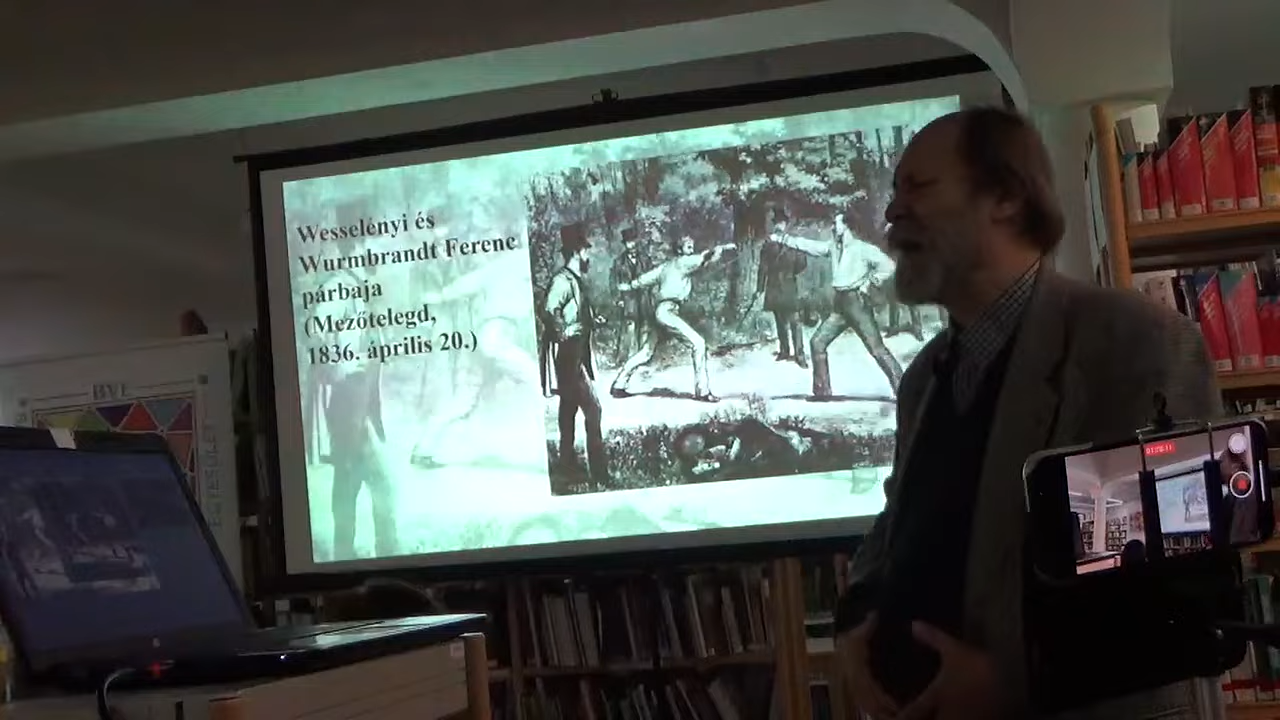 Wesselényi és
Wurmbrandt Ferenc
párbaja
(Mezőtelegd,
1836. április 20.)